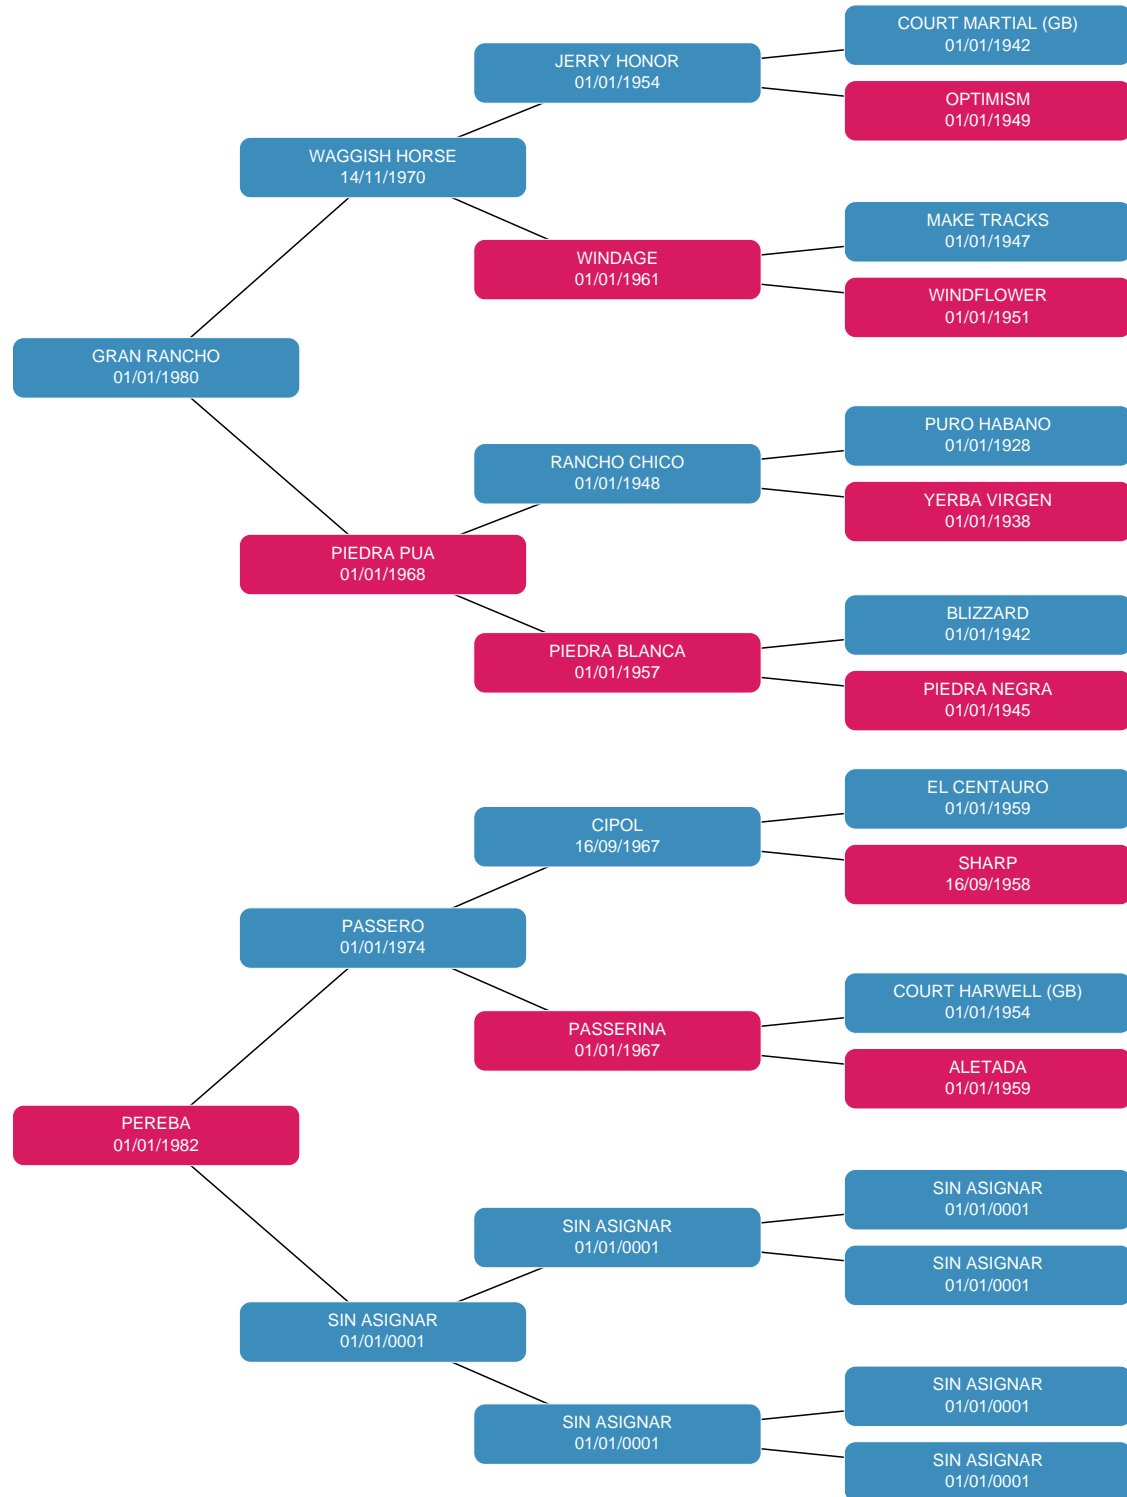 COURT MARTIAL (GB)
01/01/1942
JERRY HONOR
01/01/1954
OPTIMISM
01/01/1949
WAGGISH HORSE
14/11/1970
MAKE TRACKS
01/01/1947
WINDAGE
01/01/1961
WINDFLOWER
01/01/1951
GRAN RANCHO
01/01/1980
PURO HABANO
01/01/1928
RANCHO CHICO
01/01/1948
YERBA VIRGEN
01/01/1938
PIEDRA PUA
01/01/1968
BLIZZARD
01/01/1942
PIEDRA BLANCA
01/01/1957
PIEDRA NEGRA
01/01/1945
EL CENTAURO
01/01/1959
CIPOL
16/09/1967
SHARP
16/09/1958
PASSERO
01/01/1974
COURT HARWELL (GB)
01/01/1954
PASSERINA
01/01/1967
ALETADA
01/01/1959
PEREBA
01/01/1982
SIN ASIGNAR
01/01/0001
SIN ASIGNAR
01/01/0001
SIN ASIGNAR
01/01/0001
SIN ASIGNAR
01/01/0001
SIN ASIGNAR
01/01/0001
SIN ASIGNAR
01/01/0001
SIN ASIGNAR
01/01/0001